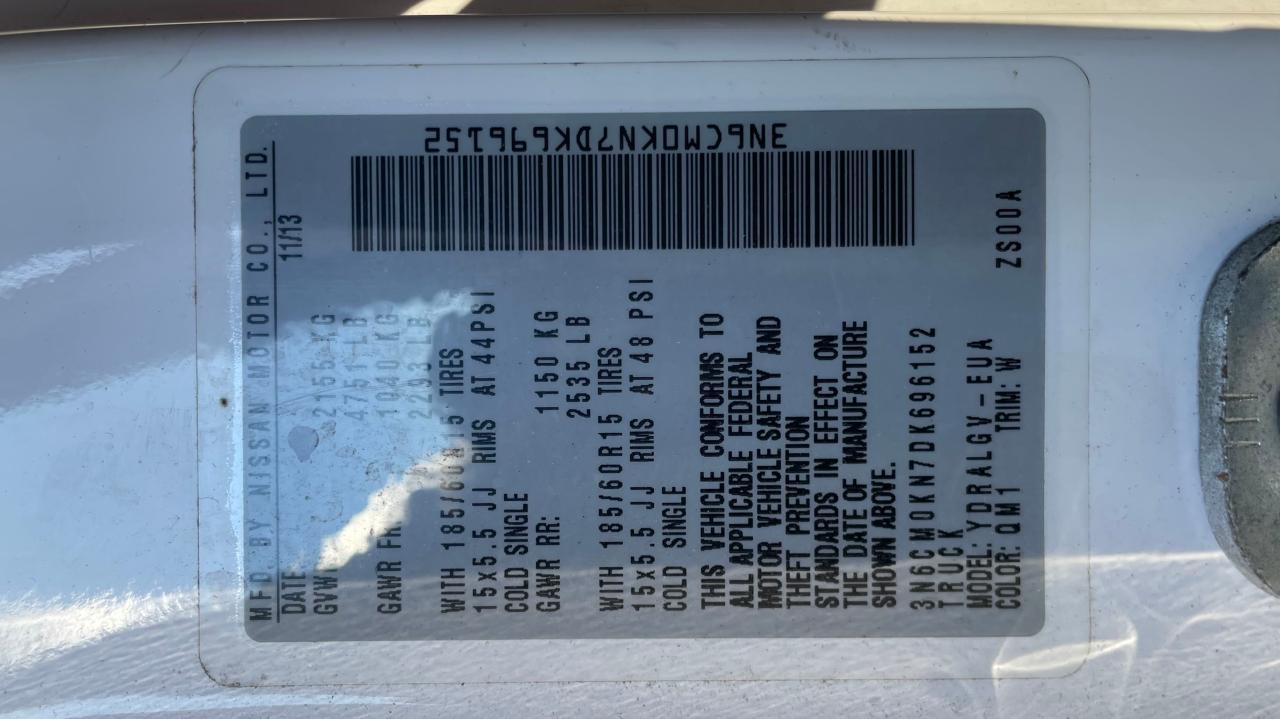 MFD BY NISSAN MOTOR CO., LTD.
DATE 11/13
GVW 2155 KG
4751 LB
GAWR FR 1040 KG
2293 LB
WITH 185/60R15 TIRES
15x5.5 JJ RIMS AT 44PSI
COLD SINGLE
GAWR RR: 1150 KG
2535 LB
WITH 185/60R15 TIRES
15x5.5 JJ RIMS AT 48 PSI
COLD SINGLE
THIS VEHICLE CONFORMS TO
ALL APPLICABLE FEDERAL
MOTOR VEHICLE SAFETY AND
THEFT PREVENTION
STANDARDS IN EFFECT ON
THE DATE OF MANUFACTURE
SHOWN ABOVE.
3N6CM0KN7DK696152
TRUCK
MODEL: YDRALGV-EUA
COLOR: QM1 TRIM: W ZS00A
3N6CM0KN7DK696152